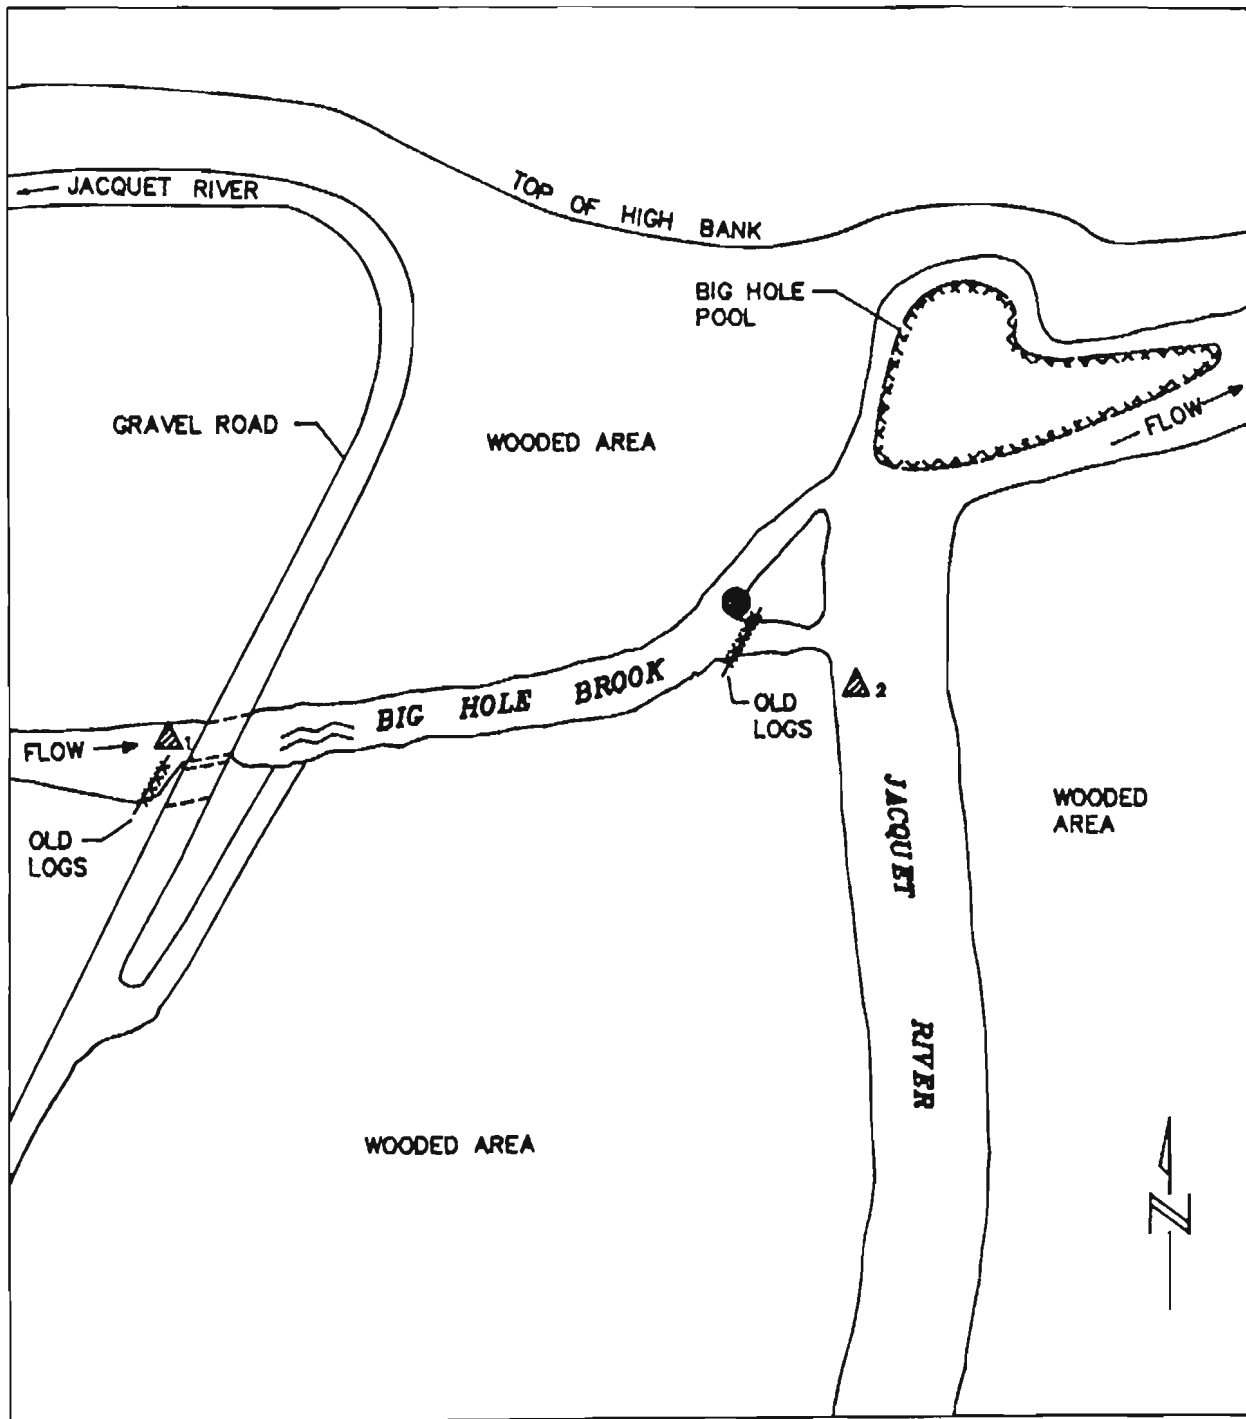 JACQUET RIVER
TOP OF HIGH BANK
BIG HOLE
POOL
GRAVEL ROAD
WOODED AREA
FLOW
BIG HOLE BROOK
2
OLD
LOGS
1
FLOW
OLD
LOGS
JACQUET RIVER
WOODED
AREA
WOODED AREA
N